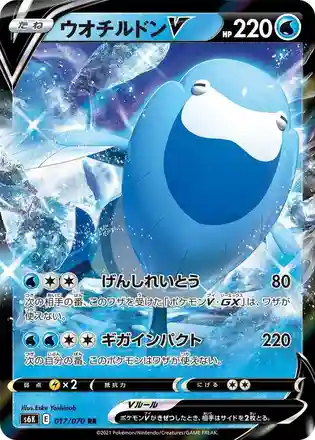 たね
ウオチルドンV HP 220
げんしれいとう 80
次の相手の番、このワザを受けた「ポケモンV・GX」は、ワザが
使えない。
ギガインパクト 220
次の自分の番、このポケモンはワザが使えない。
弱点 ×2 抵抗力 にげる
Illus. Eske Yoshinob
Vルール
ポケモンVがきぜつしたとき、相手はサイドを2枚とる。
S6K E 017/070 RR
©2021 Pokémon/Nintendo/Creatures/GAME FREAK.